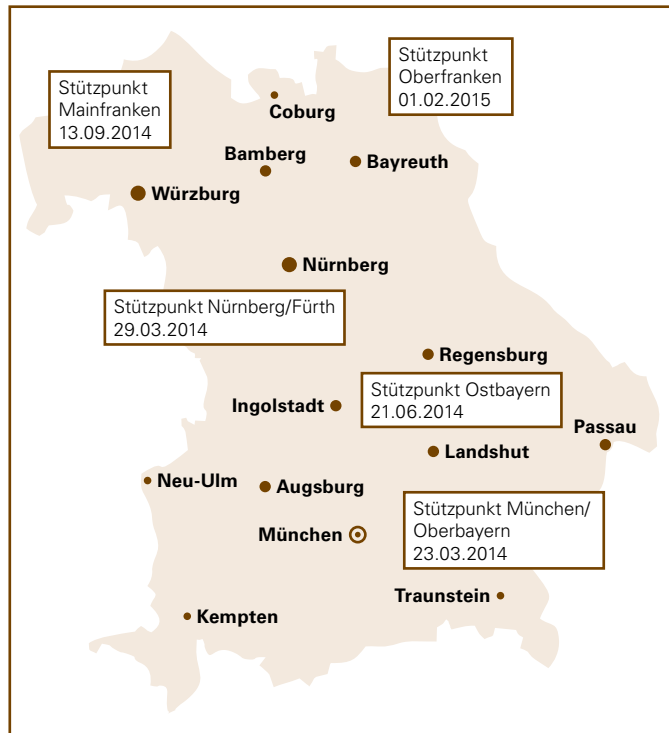 Stützpunkt
Oberfranken
01.02.2015
Stützpunkt
Mainfranken
13.09.2014
Coburg
Bamberg
Bayreuth
Würzburg
Nürnberg
Stützpunkt Nürnberg/Fürth
29.03.2014
Regensburg
Stützpunkt Ostbayern
21.06.2014
Ingolstadt
Passau
Landshut
Neu-Ulm
Augsburg
Stützpunkt München/
Oberbayern
23.03.2014
München
Traunstein
Kempten